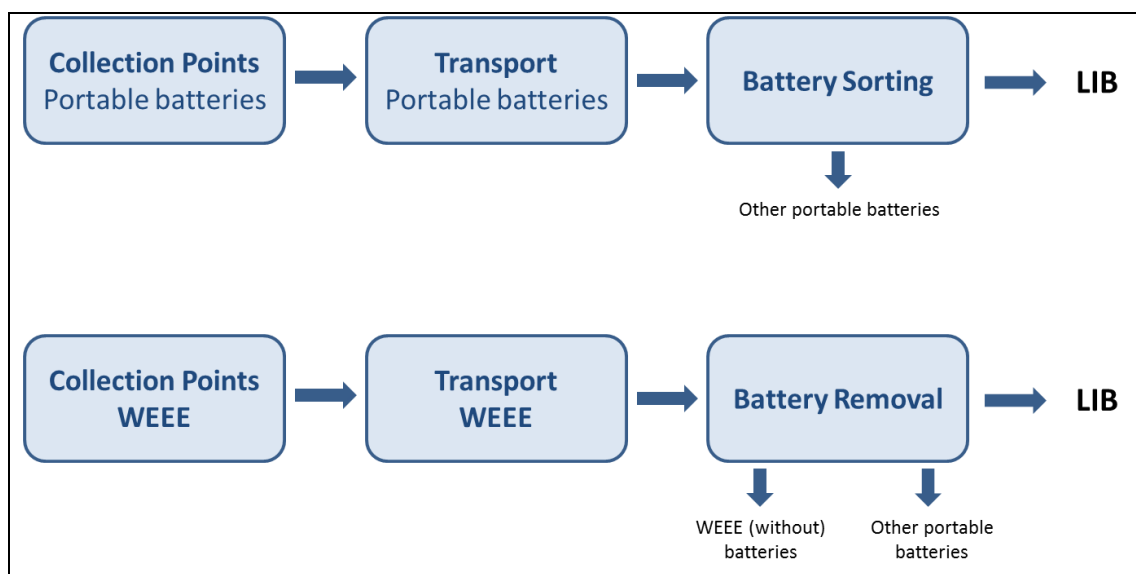 Collection Points
Portable batteries
Transport
Portable batteries
Battery Sorting
LIB
Other portable batteries
Collection Points
WEEE
Transport
WEEE
Battery Removal
LIB
WEEE (without)
batteries
Other portable
batteries